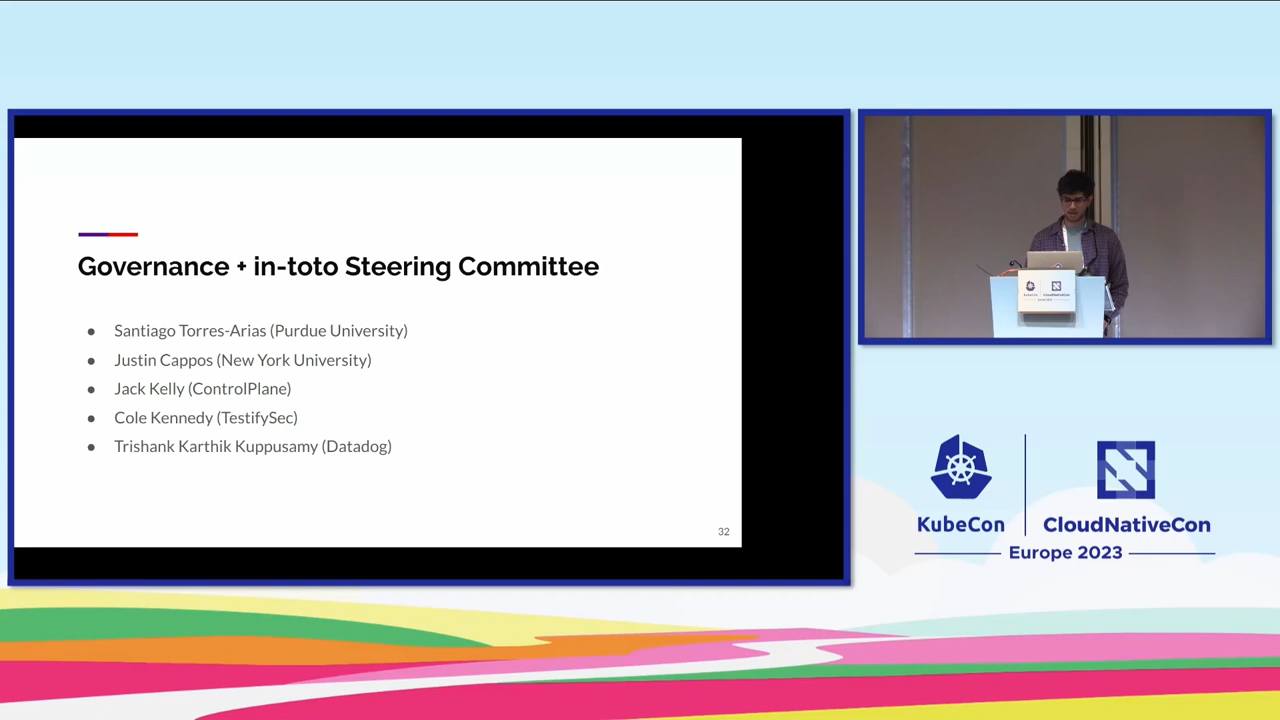 Governance + in-toto Steering Committee
● Santiago Torres-Arias (Purdue University)
● Justin Cappos (New York University)
● Jack Kelly (ControlPlane)
● Cole Kennedy (TestifySec)
● Trishank Karthik Kuppusamy (Datadog)
32
KubeCon
CloudNativeCon
Europe 2023